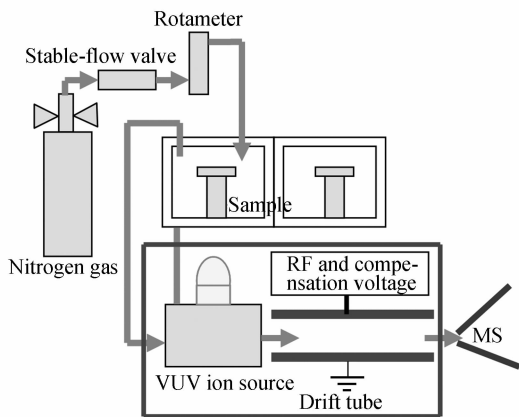 Rotameter
Stable-flow valve
Sample
Nitrogen gas
RF and compe-
nsation voltage
MS
VUV ion source
Drift tube